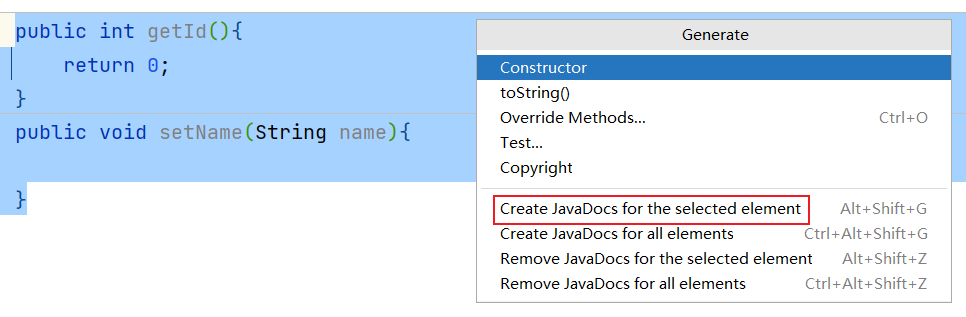 public int getId(){
    return 0;
}
public void setName(String name){
}
Generate
Constructor
toString()
Override Methods... Ctrl+O
Test...
Copyright
Create JavaDocs for the selected element Alt+Shift+G
Create JavaDocs for all elements Ctrl+Alt+Shift+G
Remove JavaDocs for the selected element Alt+Shift+Z
Remove JavaDocs for all elements Ctrl+Alt+Shift+Z